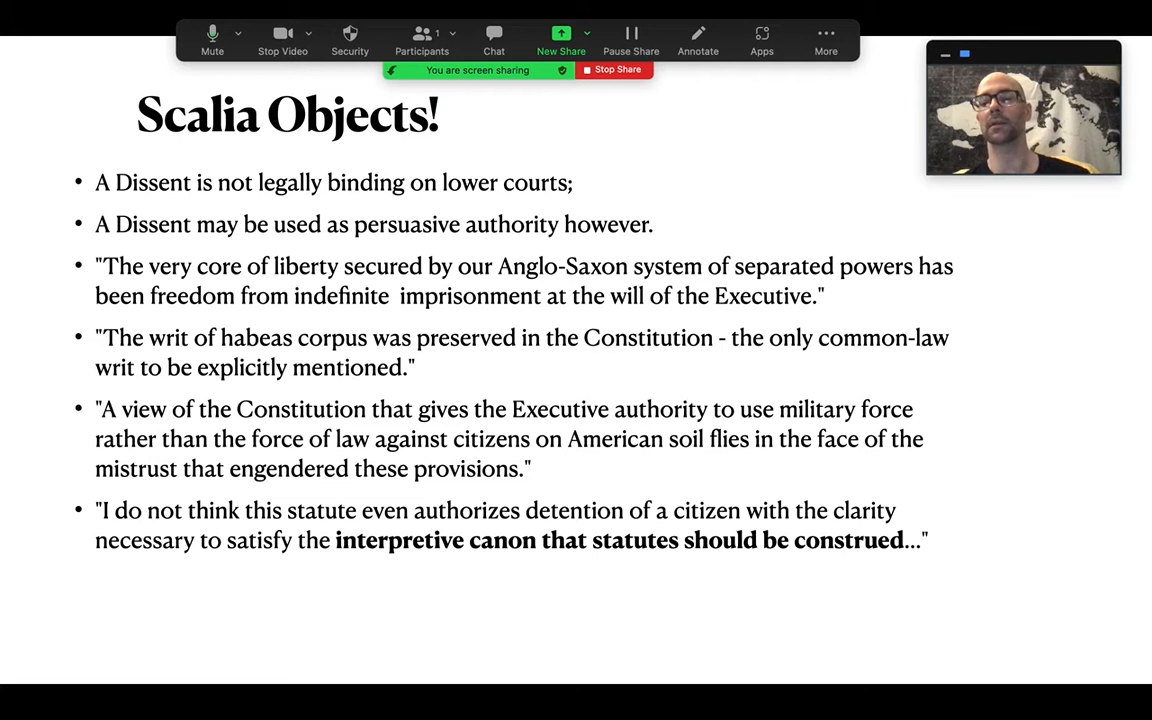 Mute
Stop Video
Security
Participants
1
Chat
New Share
Pause Share
Annotate
Apps
More
You are screen sharing
Stop Share
Scalia Objects!
• A Dissent is not legally binding on lower courts;
• A Dissent may be used as persuasive authority however.
• "The very core of liberty secured by our Anglo-Saxon system of separated powers has
been freedom from indefinite  imprisonment at the will of the Executive."
• "The writ of habeas corpus was preserved in the Constitution - the only common-law
writ to be explicitly mentioned."
• "A view of the Constitution that gives the Executive authority to use military force
rather than the force of law against citizens on American soil flies in the face of the
mistrust that engendered these provisions."
• "I do not think this statute even authorizes detention of a citizen with the clarity
necessary to satisfy the interpretive canon that statutes should be construed..."